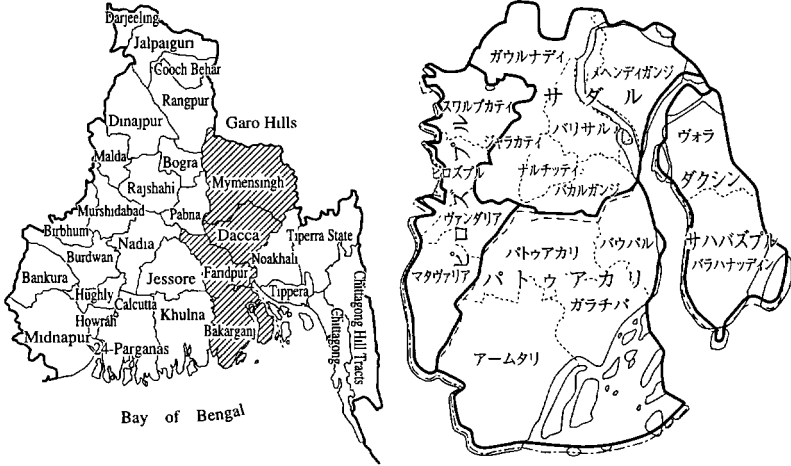 Darjeeling
Jalpaiguri
Cooch Behar
Rangpur
Dinajpur
Garo Hills
Malda
Bogra
Rajshahi
Mymensingh
Murshidabad
Pabna
Birbhum
Nadia
Dacca
Tiperra State
Burdwan
Noakhali
Bankura
Jessore
Faridpur
Hughly
Calcutta
Tippera
Howrah
Khulna
Midnapur
24-Parganas
Bakarganj
Chittagong
Chittagong Hill Tracts
Bay of Bengal
ガウルナディ
メヘンディガンジ
サダル
スワルプカティ
バリサル
ジャラカティ
ナルチッティ
バカルガンジ
ピロズプル
ピロズプル
ヴァンダリア
マタヴァリア
パトゥアカリ
バウパル
パトゥアカリ
ガラチパ
アームタリ
ヴォラ
ダクシン
サハバズプル
バラハナッディン